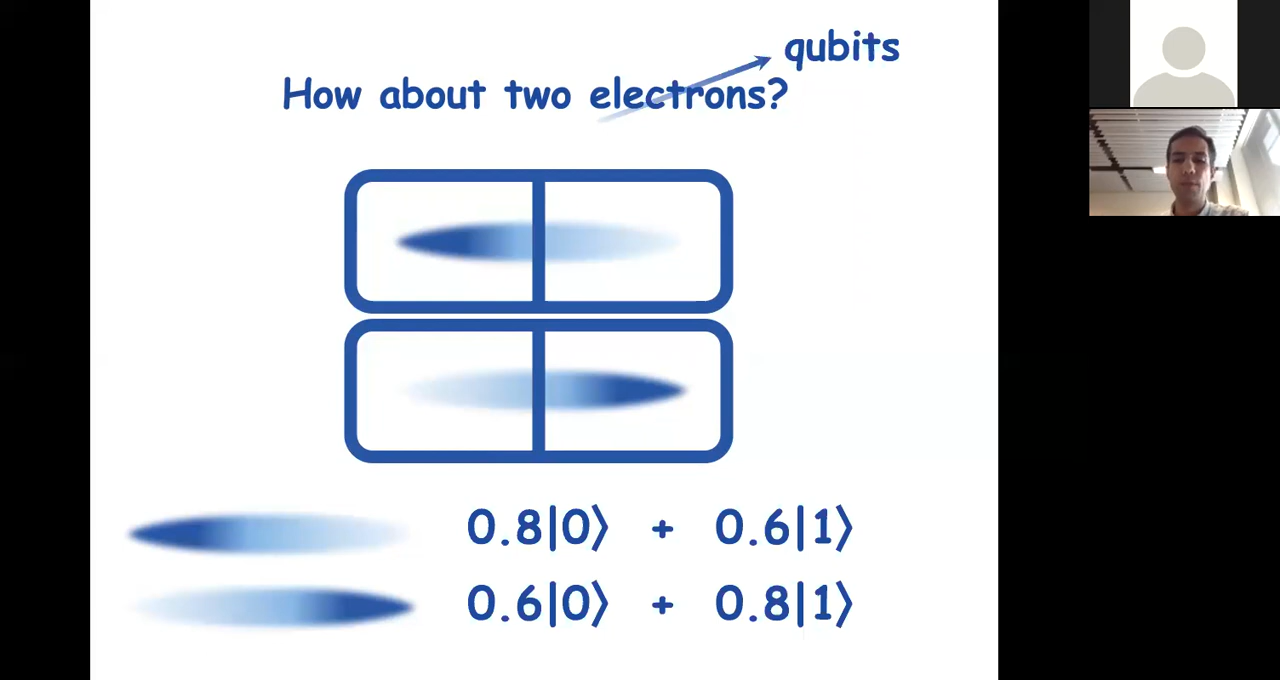 qubits
How about two electrons?
0.8|0⟩ + 0.6|1⟩
0.6|0⟩ + 0.8|1⟩